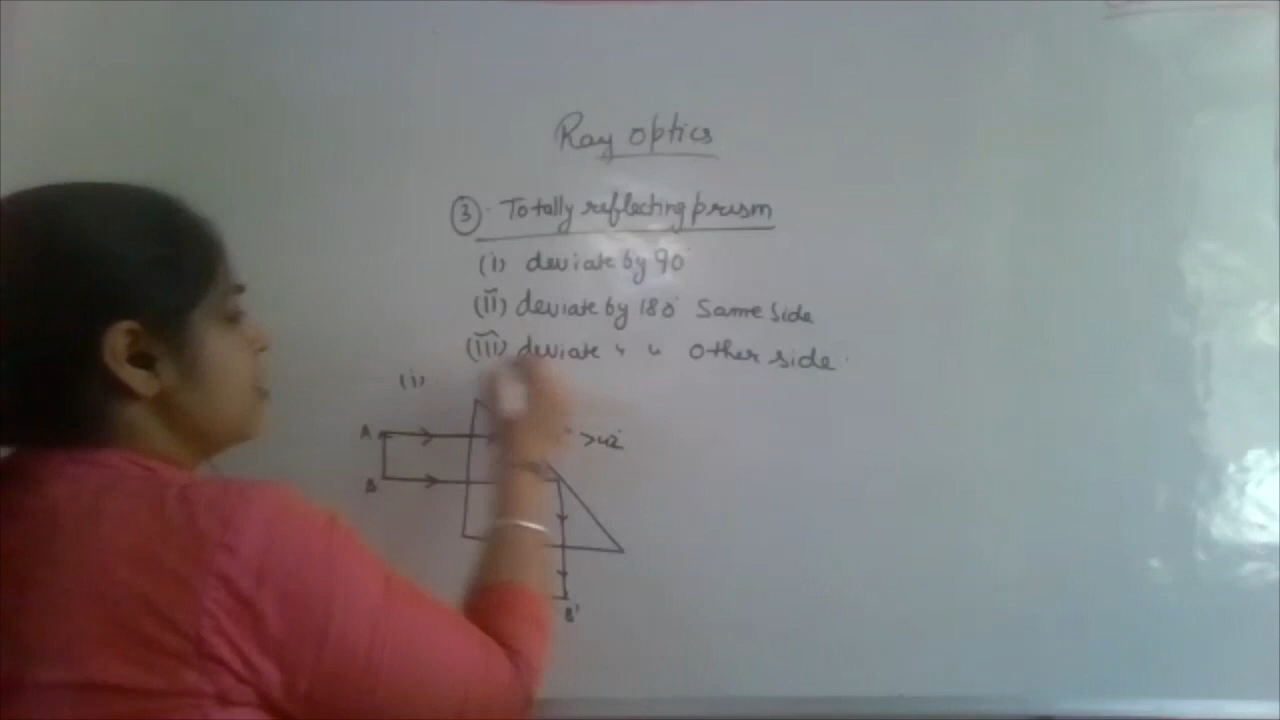 Ray optics
(3) Totally reflecting prism
(i) deviate by 90°
(ii) deviate by 180° Same Side
(iii) deviate " " Other side.
(i)
A
>42°
B
B'